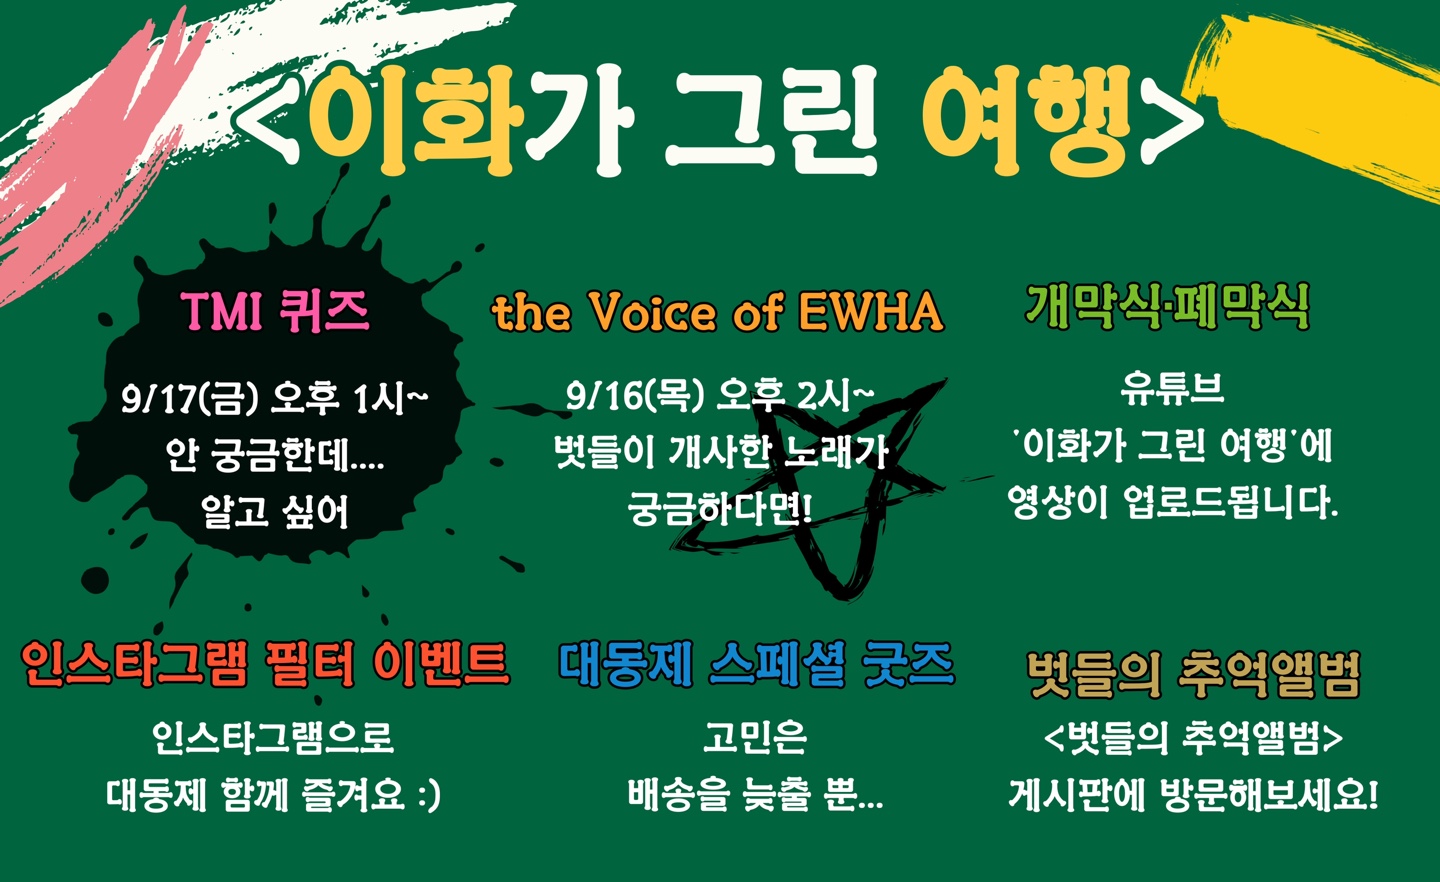 <이화가 그린 여행>
TMI 퀴즈
9/17(금) 오후 1시~
안 궁금한데....
알고 싶어
the Voice of EWHA
9/16(목) 오후 2시~
벗들이 개사한 노래가
궁금하다면!
개막식·폐막식
유튜브
'이화가 그린 여행'에
영상이 업로드됩니다.
인스타그램 필터 이벤트
인스타그램으로
대동제 함께 즐겨요 :)
대동제 스페셜 굿즈
고민은
배송을 늦출 뿐...
벗들의 추억앨범
<벗들의 추억앨범>
게시판에 방문해보세요!